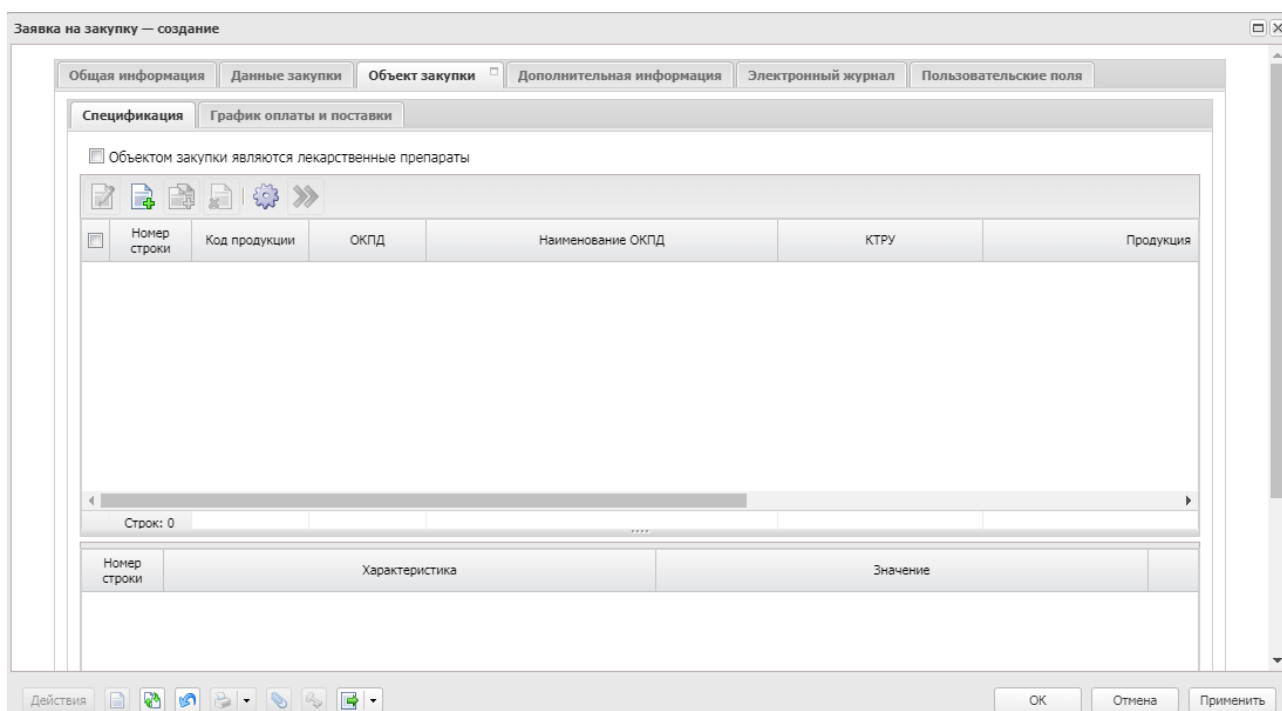 Заявка на закупку — создание
Общая информация Данные закупки Объект закупки Дополнительная информация Электронный журнал Пользовательские поля
Спецификация График оплаты и поставки
Объектом закупки являются лекарственные препараты
Номер строки Код продукции ОКПД Наименование ОКПД КТРУ Продукция
Строк: 0
Номер строки Характеристика Значение
Действия ОК Отмена Применить